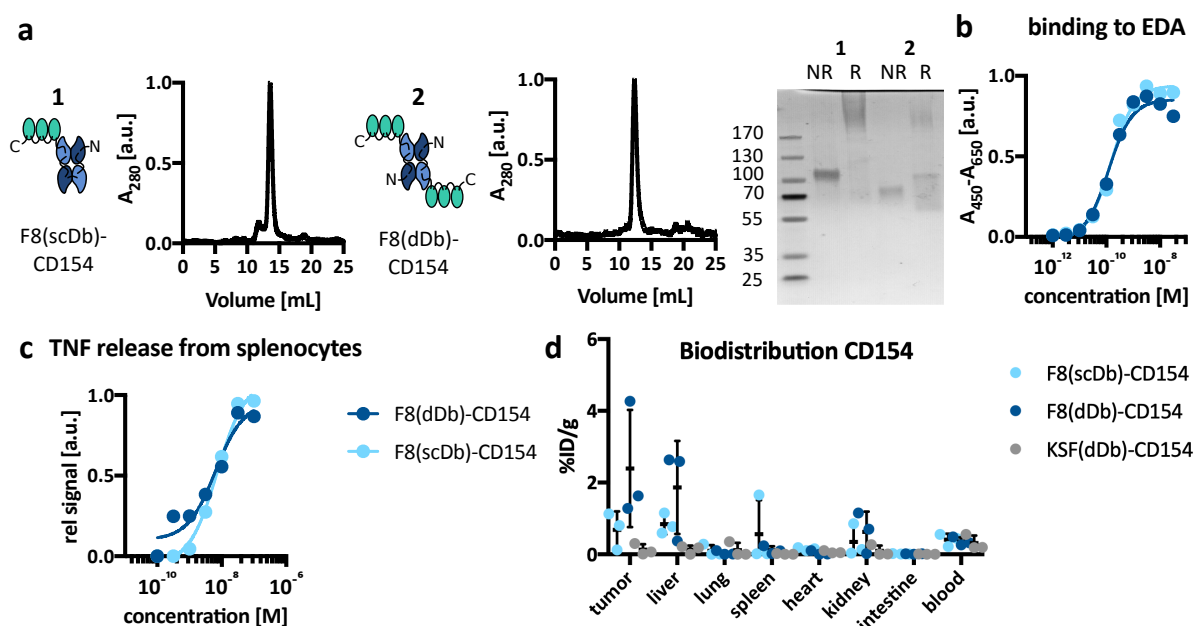 a
1
C
N
F8(scDb)-
CD154
A280 [a.u.]
1.0
0.5
0.0
0 5 10 15 20 25
Volume [mL]
2
C
N
N
C
F8(dDb)-
CD154
A280 [a.u.]
1.0
0.5
0.0
0 5 10 15 20 25
Volume [mL]
1 2
NR R NR R
170
130
100
70
55
35
25
b binding to EDA
A450-A650 [a.u.]
1.0
0.5
0.0
10−12 10−10 10−8
concentration [M]
c TNF release from splenocytes
rel signal [a.u.]
1.0
0.5
0.0
10−10 10−8 10−6
concentration [M]
F8(dDb)-CD154
F8(scDb)-CD154
d Biodistribution CD154
%ID/g
6
4
2
0
tumor
liver
lung
spleen
heart
kidney
intestine
blood
F8(scDb)-CD154
F8(dDb)-CD154
KSF(dDb)-CD154